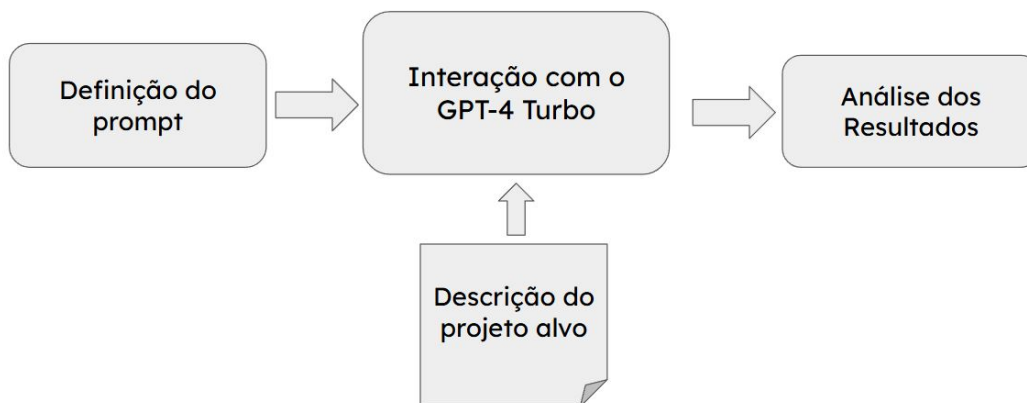 Definição do
prompt
Interação com o
GPT-4 Turbo
Análise dos
Resultados
Descrição do
projeto alvo